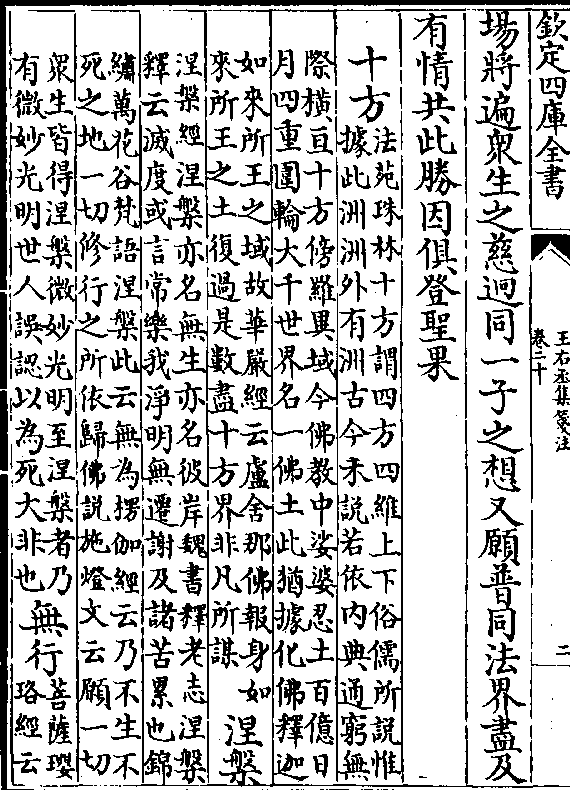 欽定四庫全書
王右丞集箋注
卷二十
二
場將遍衆生之慈迥同一子之想又願普同法界盡及
有情共此勝因俱登聖果
十方
法苑珠林十方謂四方四維上下俗儒所說惟
據此洲洲外有洲古今未說若依内典通窮無
際橫亘十方傍羅異域今佛教中娑婆忍土百億日
月四重圍輪大千世界名一佛土此猶據化佛釋迦
如來所王之域故華嚴經云盧舍那佛報身如
來所王之土復過是數盡十方界非凡所謀
涅槃
涅槃經涅槃亦名無生亦名彼岸魏書釋老志涅槃
釋云滅度或言常樂我淨明無遷謝及諸苦累也錦
繡萬花谷梵語涅槃此云無為楞伽經云乃不生不
死之地一切修行之所依歸佛說施燈文云願一切
衆生皆得涅槃微妙光明至涅槃者乃
有微妙光明世人誤認以為死大非也
無行
菩薩瓔
珞經云